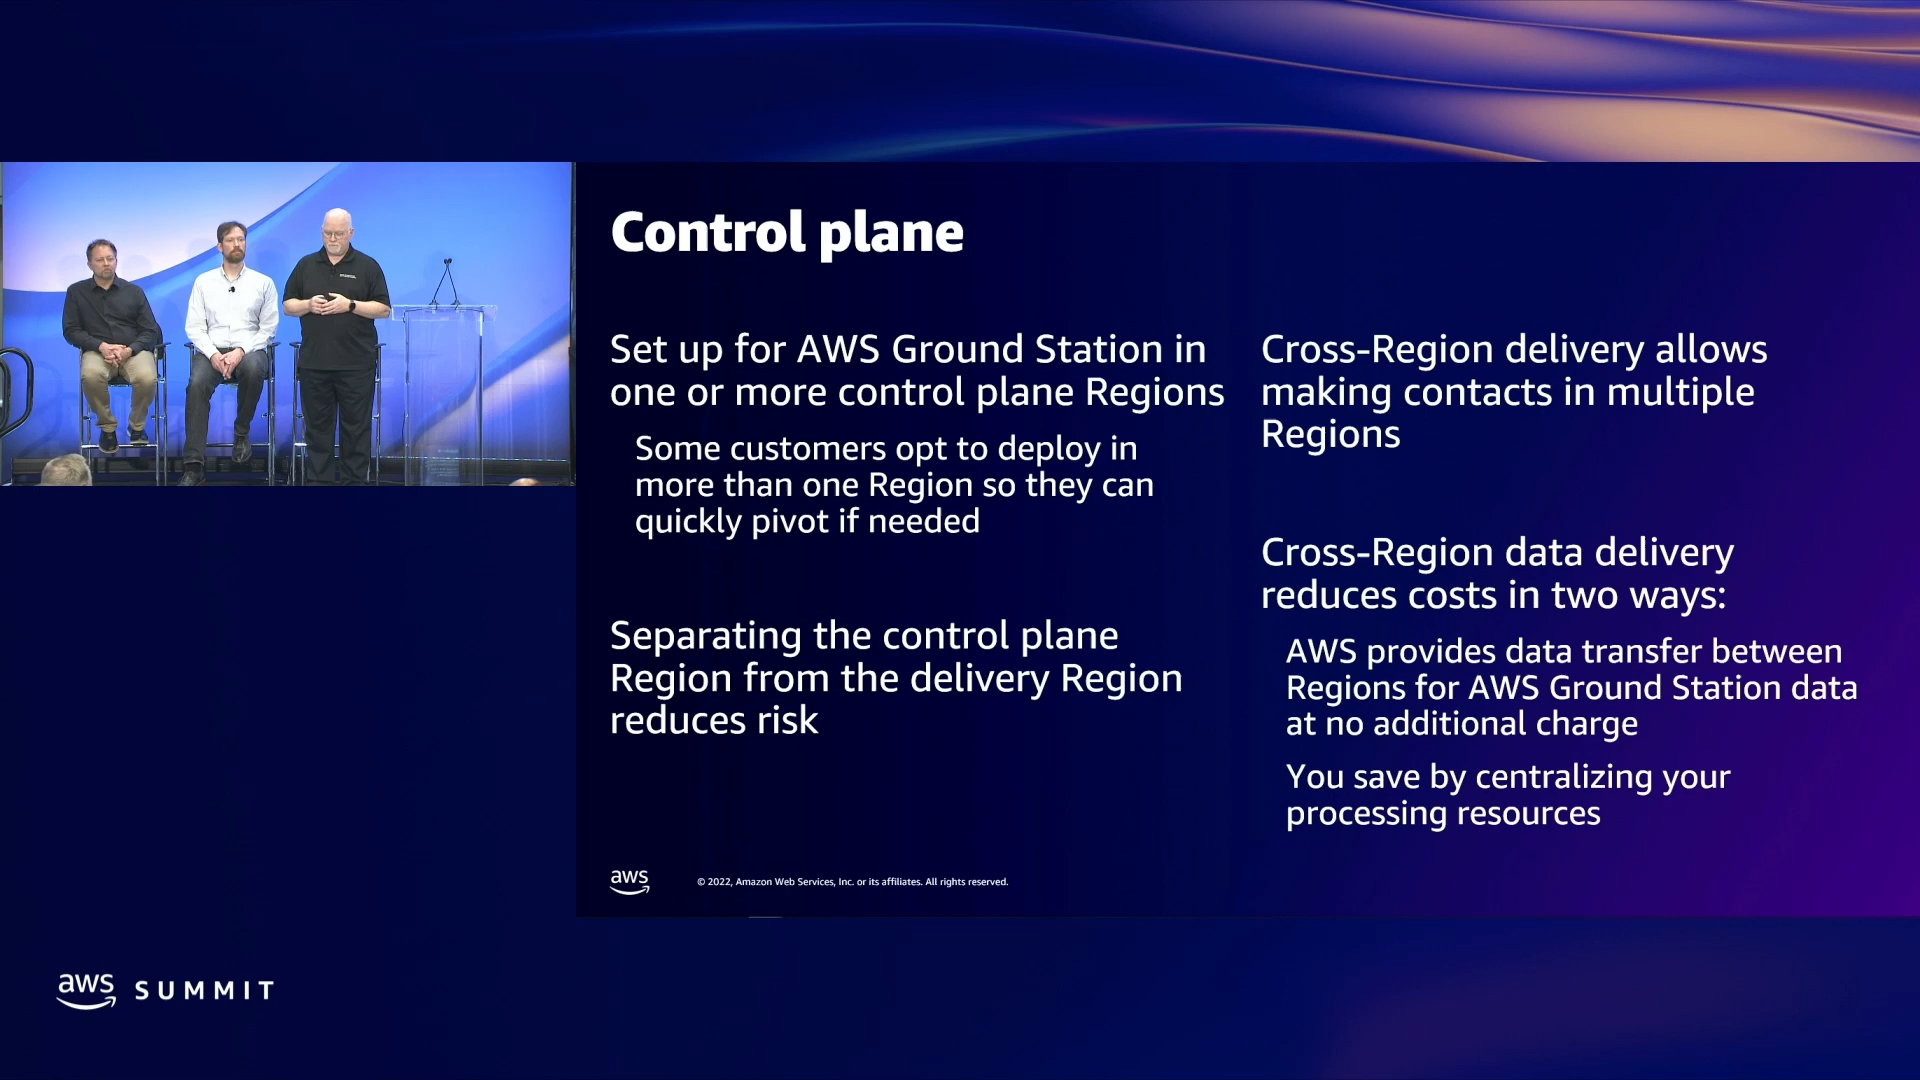 Control plane
Set up for AWS Ground Station in
one or more control plane Regions
Some customers opt to deploy in
more than one Region so they can
quickly pivot if needed
Separating the control plane
Region from the delivery Region
reduces risk
Cross-Region delivery allows
making contacts in multiple
Regions
Cross-Region data delivery
reduces costs in two ways:
AWS provides data transfer between
Regions for AWS Ground Station data
at no additional charge
You save by centralizing your
processing resources
aws
© 2022, Amazon Web Services, Inc. or its affiliates. All rights reserved.
aws SUMMIT